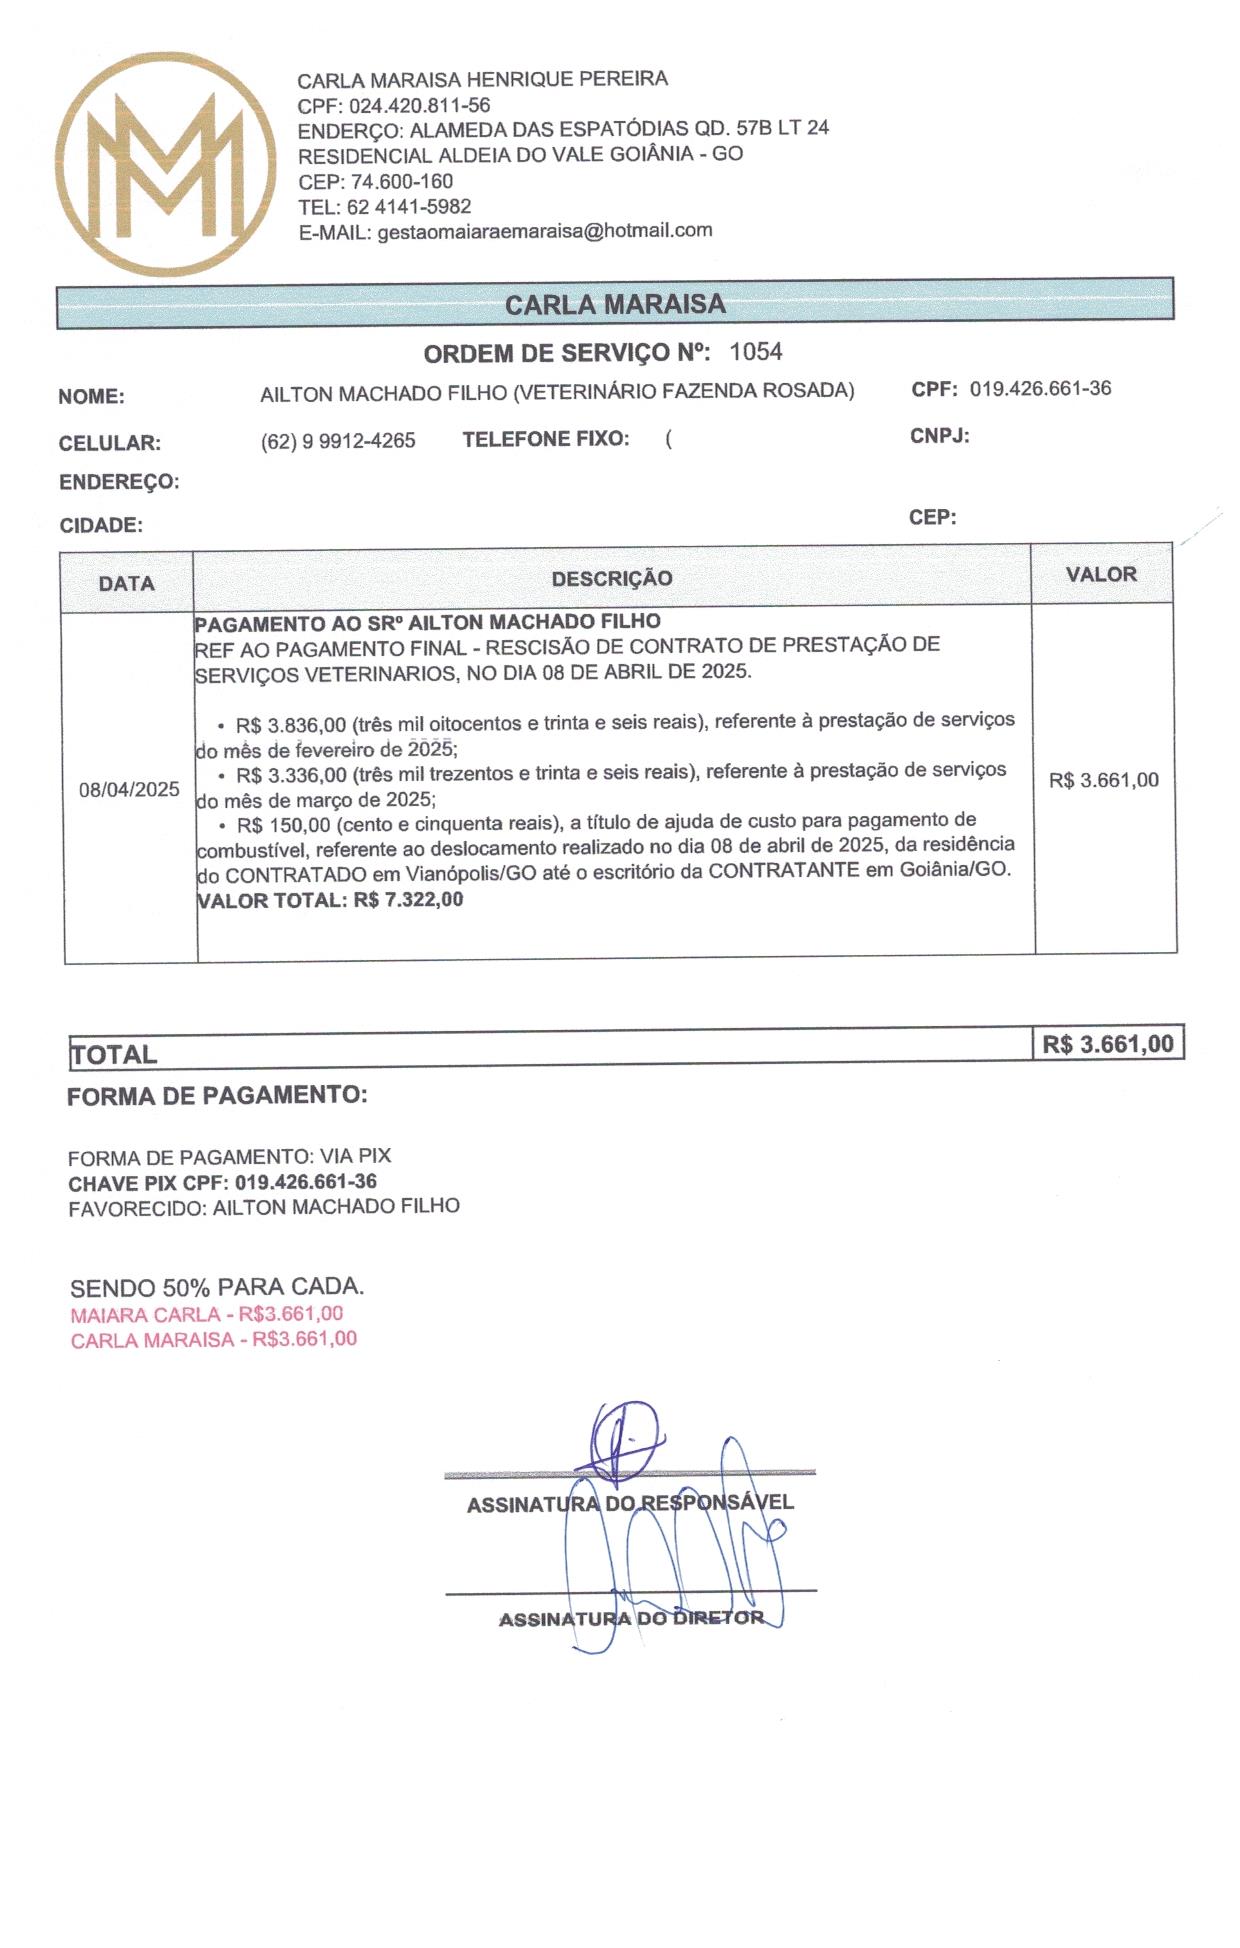 CARLA MARAISA HENRIQUE PEREIRA
CPF: 024.420.811-56
ENDERÇO: ALAMEDA DAS ESPATÓDIAS QD. 57B LT 24
RESIDENCIAL ALDEIA DO VALE GOIÂNIA - GO
CEP: 74.600-160
TEL: 62 4141-5982
E-MAIL: gestaomaiaraemaraisa@hotmail.com
CARLA MARAISA
ORDEM DE SERVIÇO Nº: 1054
NOME: AILTON MACHADO FILHO (VETERINÁRIO FAZENDA ROSADA) CPF: 019.426.661-36
CELULAR: (62) 9 9912-4265 TELEFONE FIXO: ( CNPJ:
ENDEREÇO:
CIDADE: CEP:
DATA DESCRIÇÃO VALOR
PAGAMENTO AO SRº AILTON MACHADO FILHO
REF AO PAGAMENTO FINAL - RESCISÃO DE CONTRATO DE PRESTAÇÃO DE
SERVIÇOS VETERINARIOS, NO DIA 08 DE ABRIL DE 2025.
• R$ 3.836,00 (três mil oitocentos e trinta e seis reais), referente à prestação de serviços
do mês de fevereiro de 2025;
• R$ 3.336,00 (três mil trezentos e trinta e seis reais), referente à prestação de serviços
08/04/2025 R$ 3.661,00
do mês de março de 2025;
• R$ 150,00 (cento e cinquenta reais), a título de ajuda de custo para pagamento de
combustível, referente ao deslocamento realizado no dia 08 de abril de 2025, da residência
do CONTRATADO em Vianópolis/GO até o escritório da CONTRATANTE em Goiânia/GO.
VALOR TOTAL: R$ 7.322,00
TOTAL R$ 3.661,00
FORMA DE PAGAMENTO:
FORMA DE PAGAMENTO: VIA PIX
CHAVE PIX CPF: 019.426.661-36
FAVORECIDO: AILTON MACHADO FILHO
SENDO 50% PARA CADA.
MAIARA CARLA - R$3.661,00
CARLA MARAISA - R$3.661,00
ASSINATURA DO RESPONSÁVEL
ASSINATURA DO DIRETOR